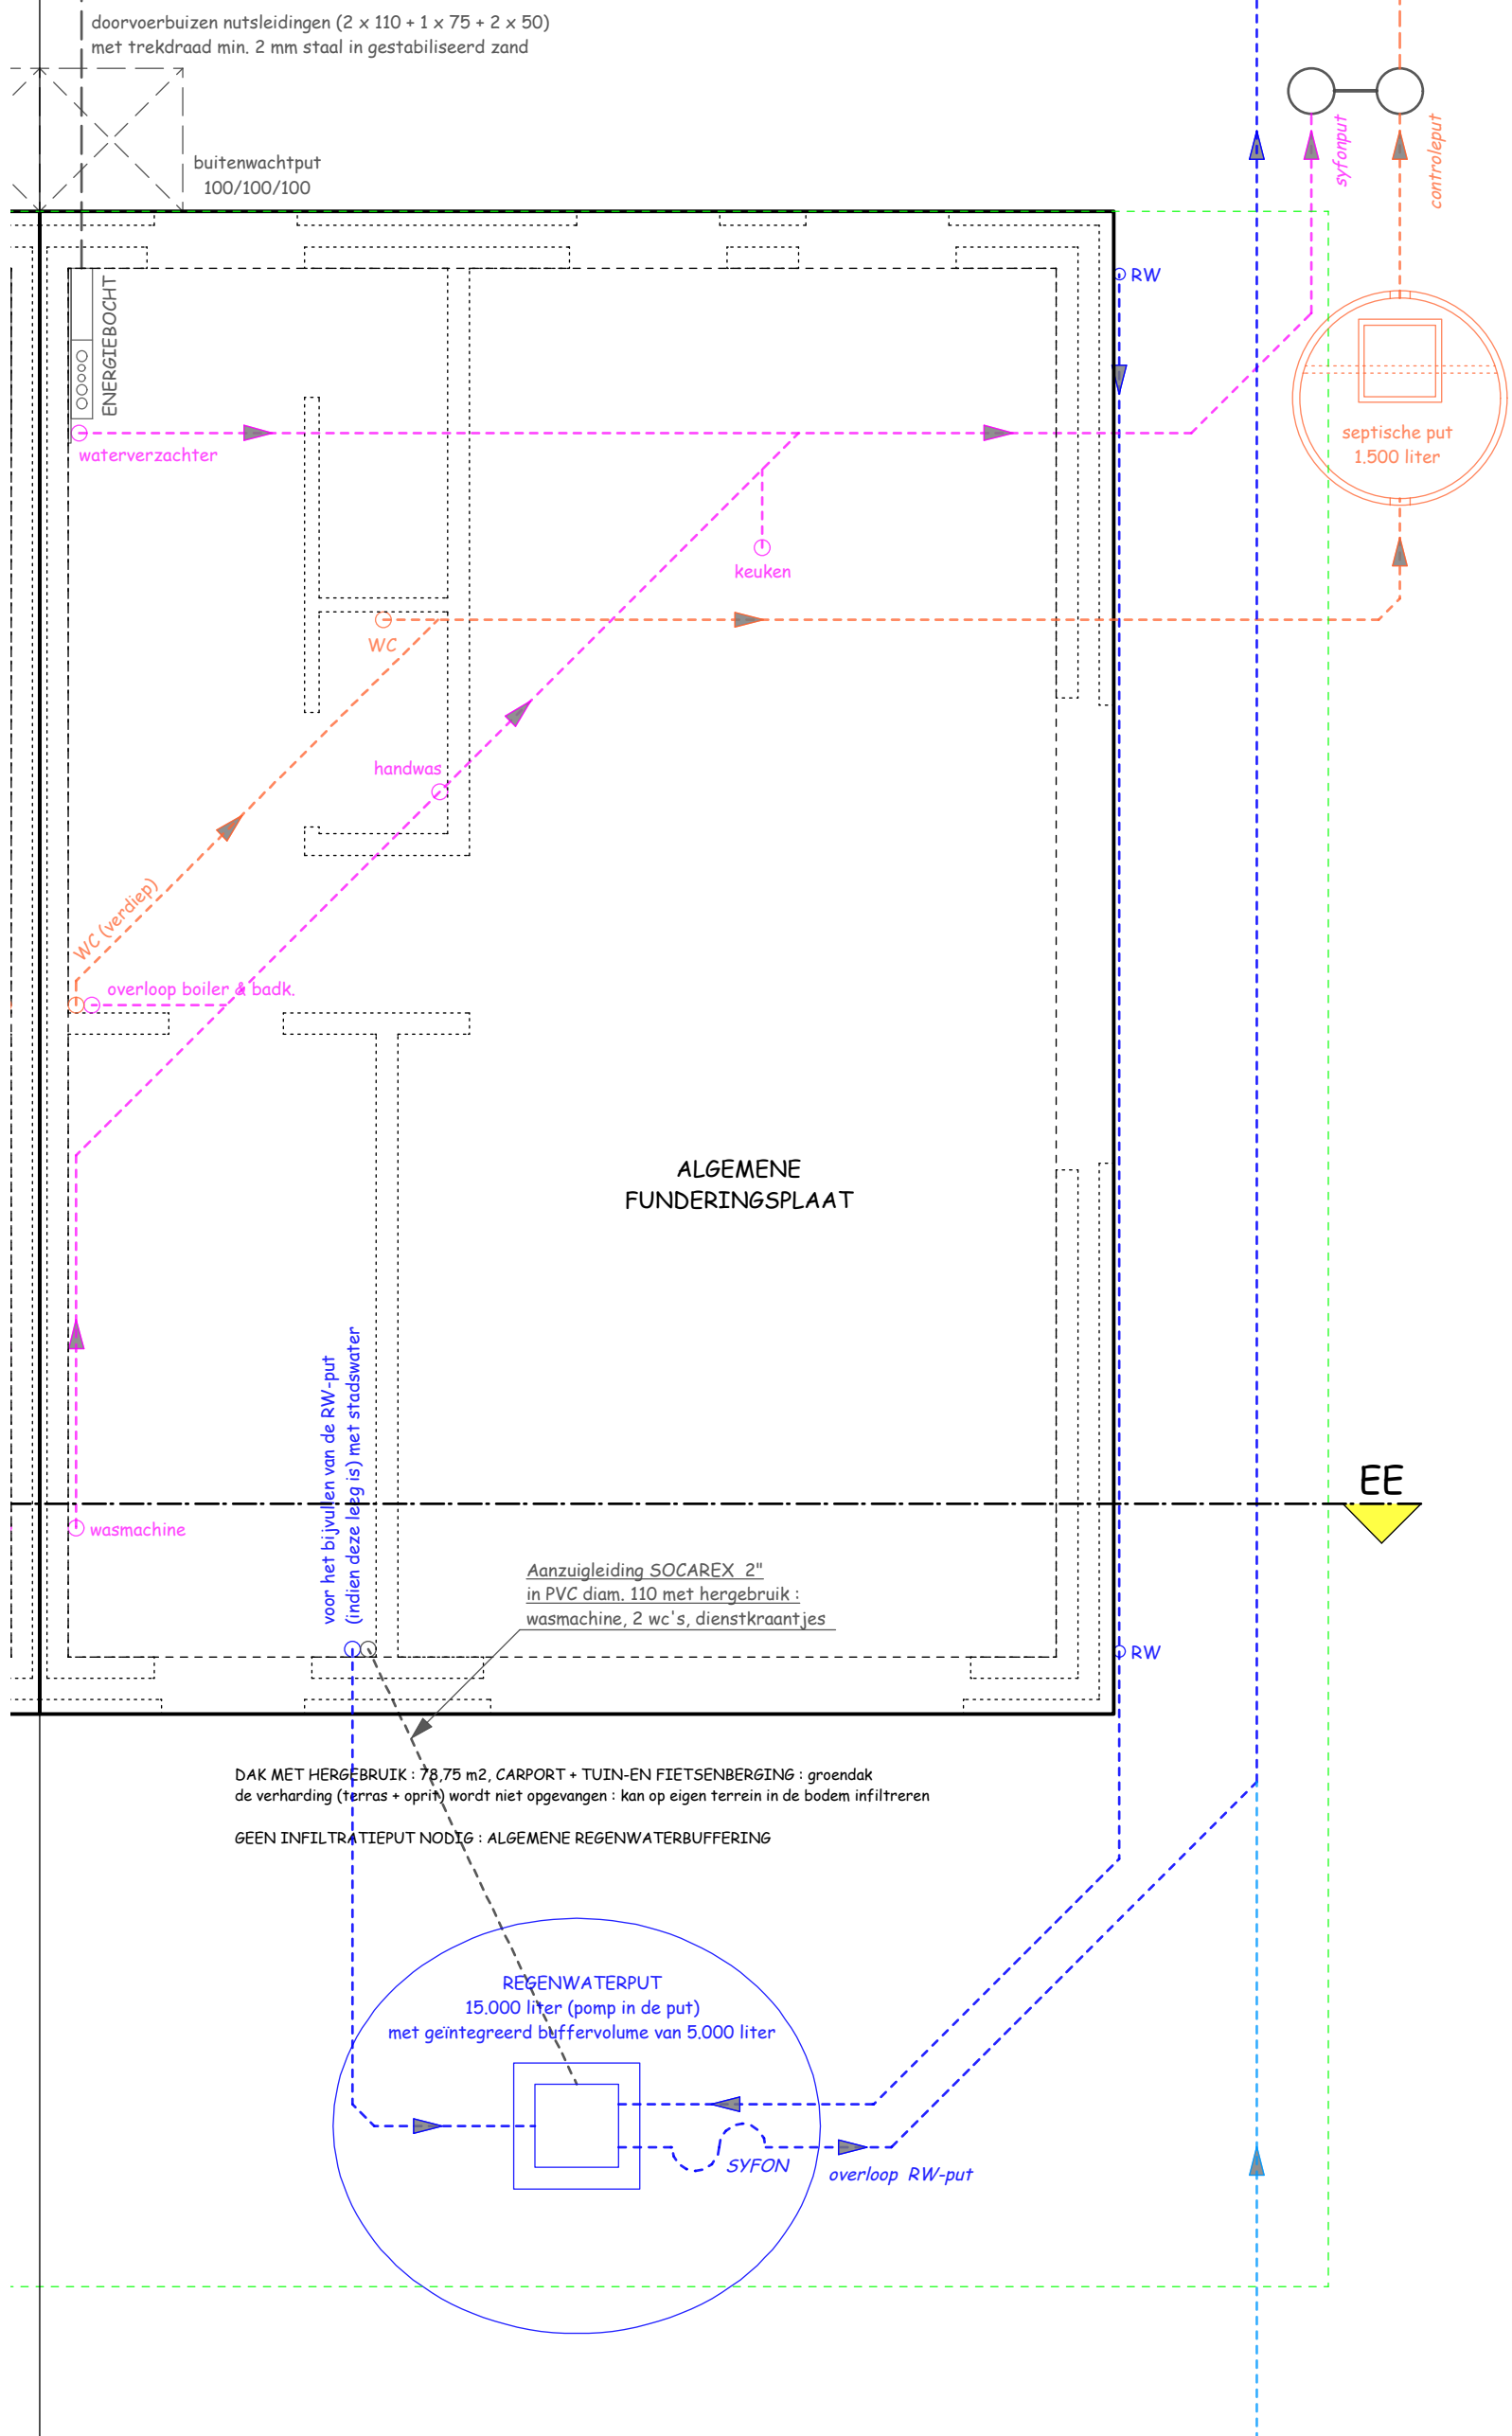 doorvoerbuizen nutsleidingen (2 x 110 + 1 x 75 + 2 x 50)
met trekdraad min. 2 mm staal in gestabiliseerd zand
buitenwachtput
100/100/100
syfonput
controleput
ENERGIEBOCHT
RW
waterverzachter
septische put
1.500 liter
keuken
WC
handwas
WC (verdiep)
overloop boiler & badk.
ALGEMENE
FUNDERINGSPLAAT
voor het bijvullen van de RW-put
(indien deze leeg is) met stadswater
EE
wasmachine
Aanzuigleiding SOCAREX 2"
in PVC diam. 110 met hergebruik :
wasmachine, 2 wc's, dienstkraantjes
RW
DAK MET HERGEBRUIK : 78,75 m2, CARPORT + TUIN-EN FIETSENBERGING : groendak
de verharding (terras + oprit) wordt niet opgevangen : kan op eigen terrein in de bodem infiltreren
GEEN INFILTRATIEPUT NODIG : ALGEMENE REGENWATERBUFFERING
REGENWATERPUT
15.000 liter (pomp in de put)
met geïntegreerd buffervolume van 5.000 liter
SYFON
overloop RW-put